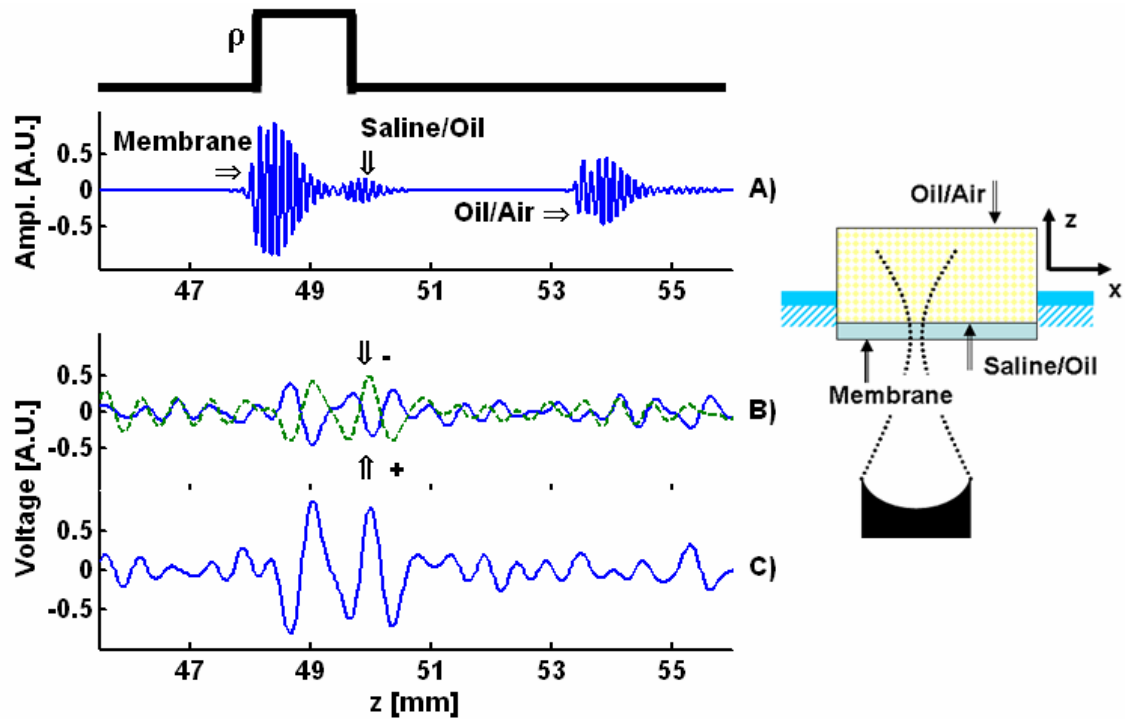 ρ
Ampl. [A.U.]
0.5
0
-0.5
Membrane ⇒
Saline/Oil
⇓
Oil/Air ⇒
A)
47 49 51 53 55
Voltage [A.U.]
0.5
0
-0.5
⇓ -
⇑ +
B)
0.5
0
-0.5
C)
47 49 51 53 55
z [mm]
Oil/Air
z
x
Saline/Oil
Membrane